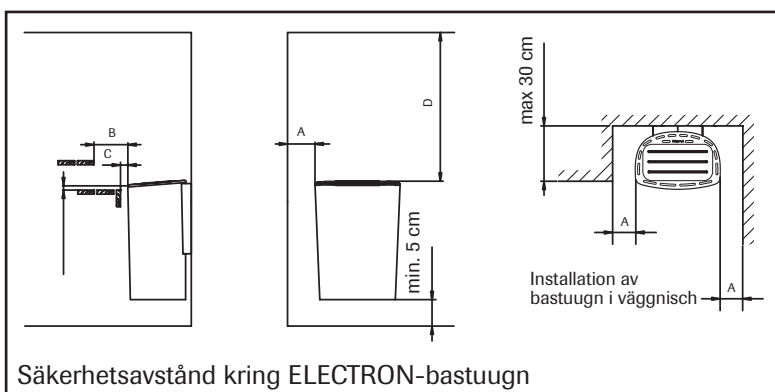 B
C
A
D
min. 5 cm
max 30 cm
A
A
Installation av
bastuugn i väggnisch
Säkerhetsavstånd kring ELECTRON-bastuugn